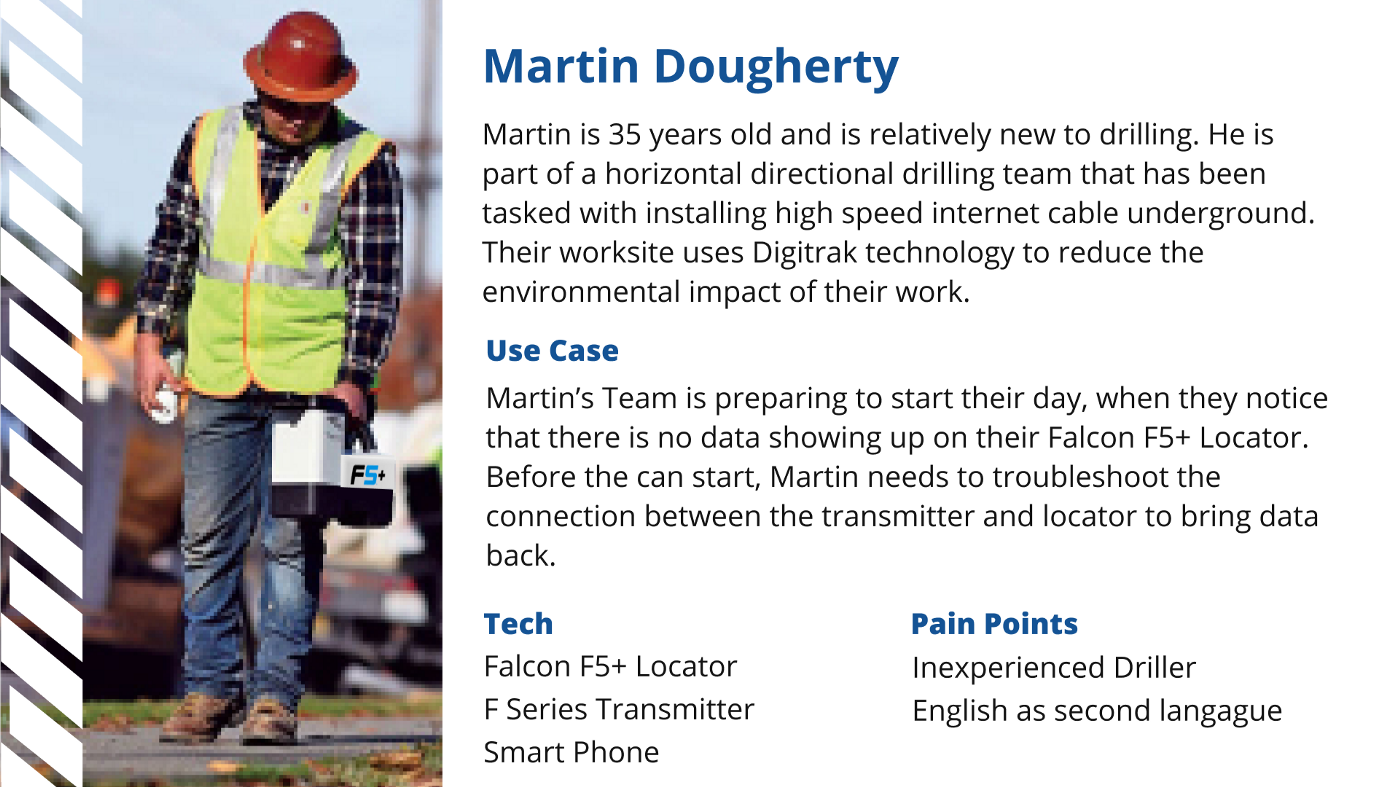 Martin Dougherty
Martin is 35 years old and is relatively new to drilling. He is
part of a horizontal directional drilling team that has been
tasked with installing high speed internet cable underground.
Their worksite uses Digitrak technology to reduce the
environmental impact of their work.
Use Case
Martin’s Team is preparing to start their day, when they notice
that there is no data showing up on their Falcon F5+ Locator.
Before the can start, Martin needs to troubleshoot the
connection between the transmitter and locator to bring data
back.
Tech
Falcon F5+ Locator
F Series Transmitter
Smart Phone
Pain Points
Inexperienced Driller
English as second langague
F5+